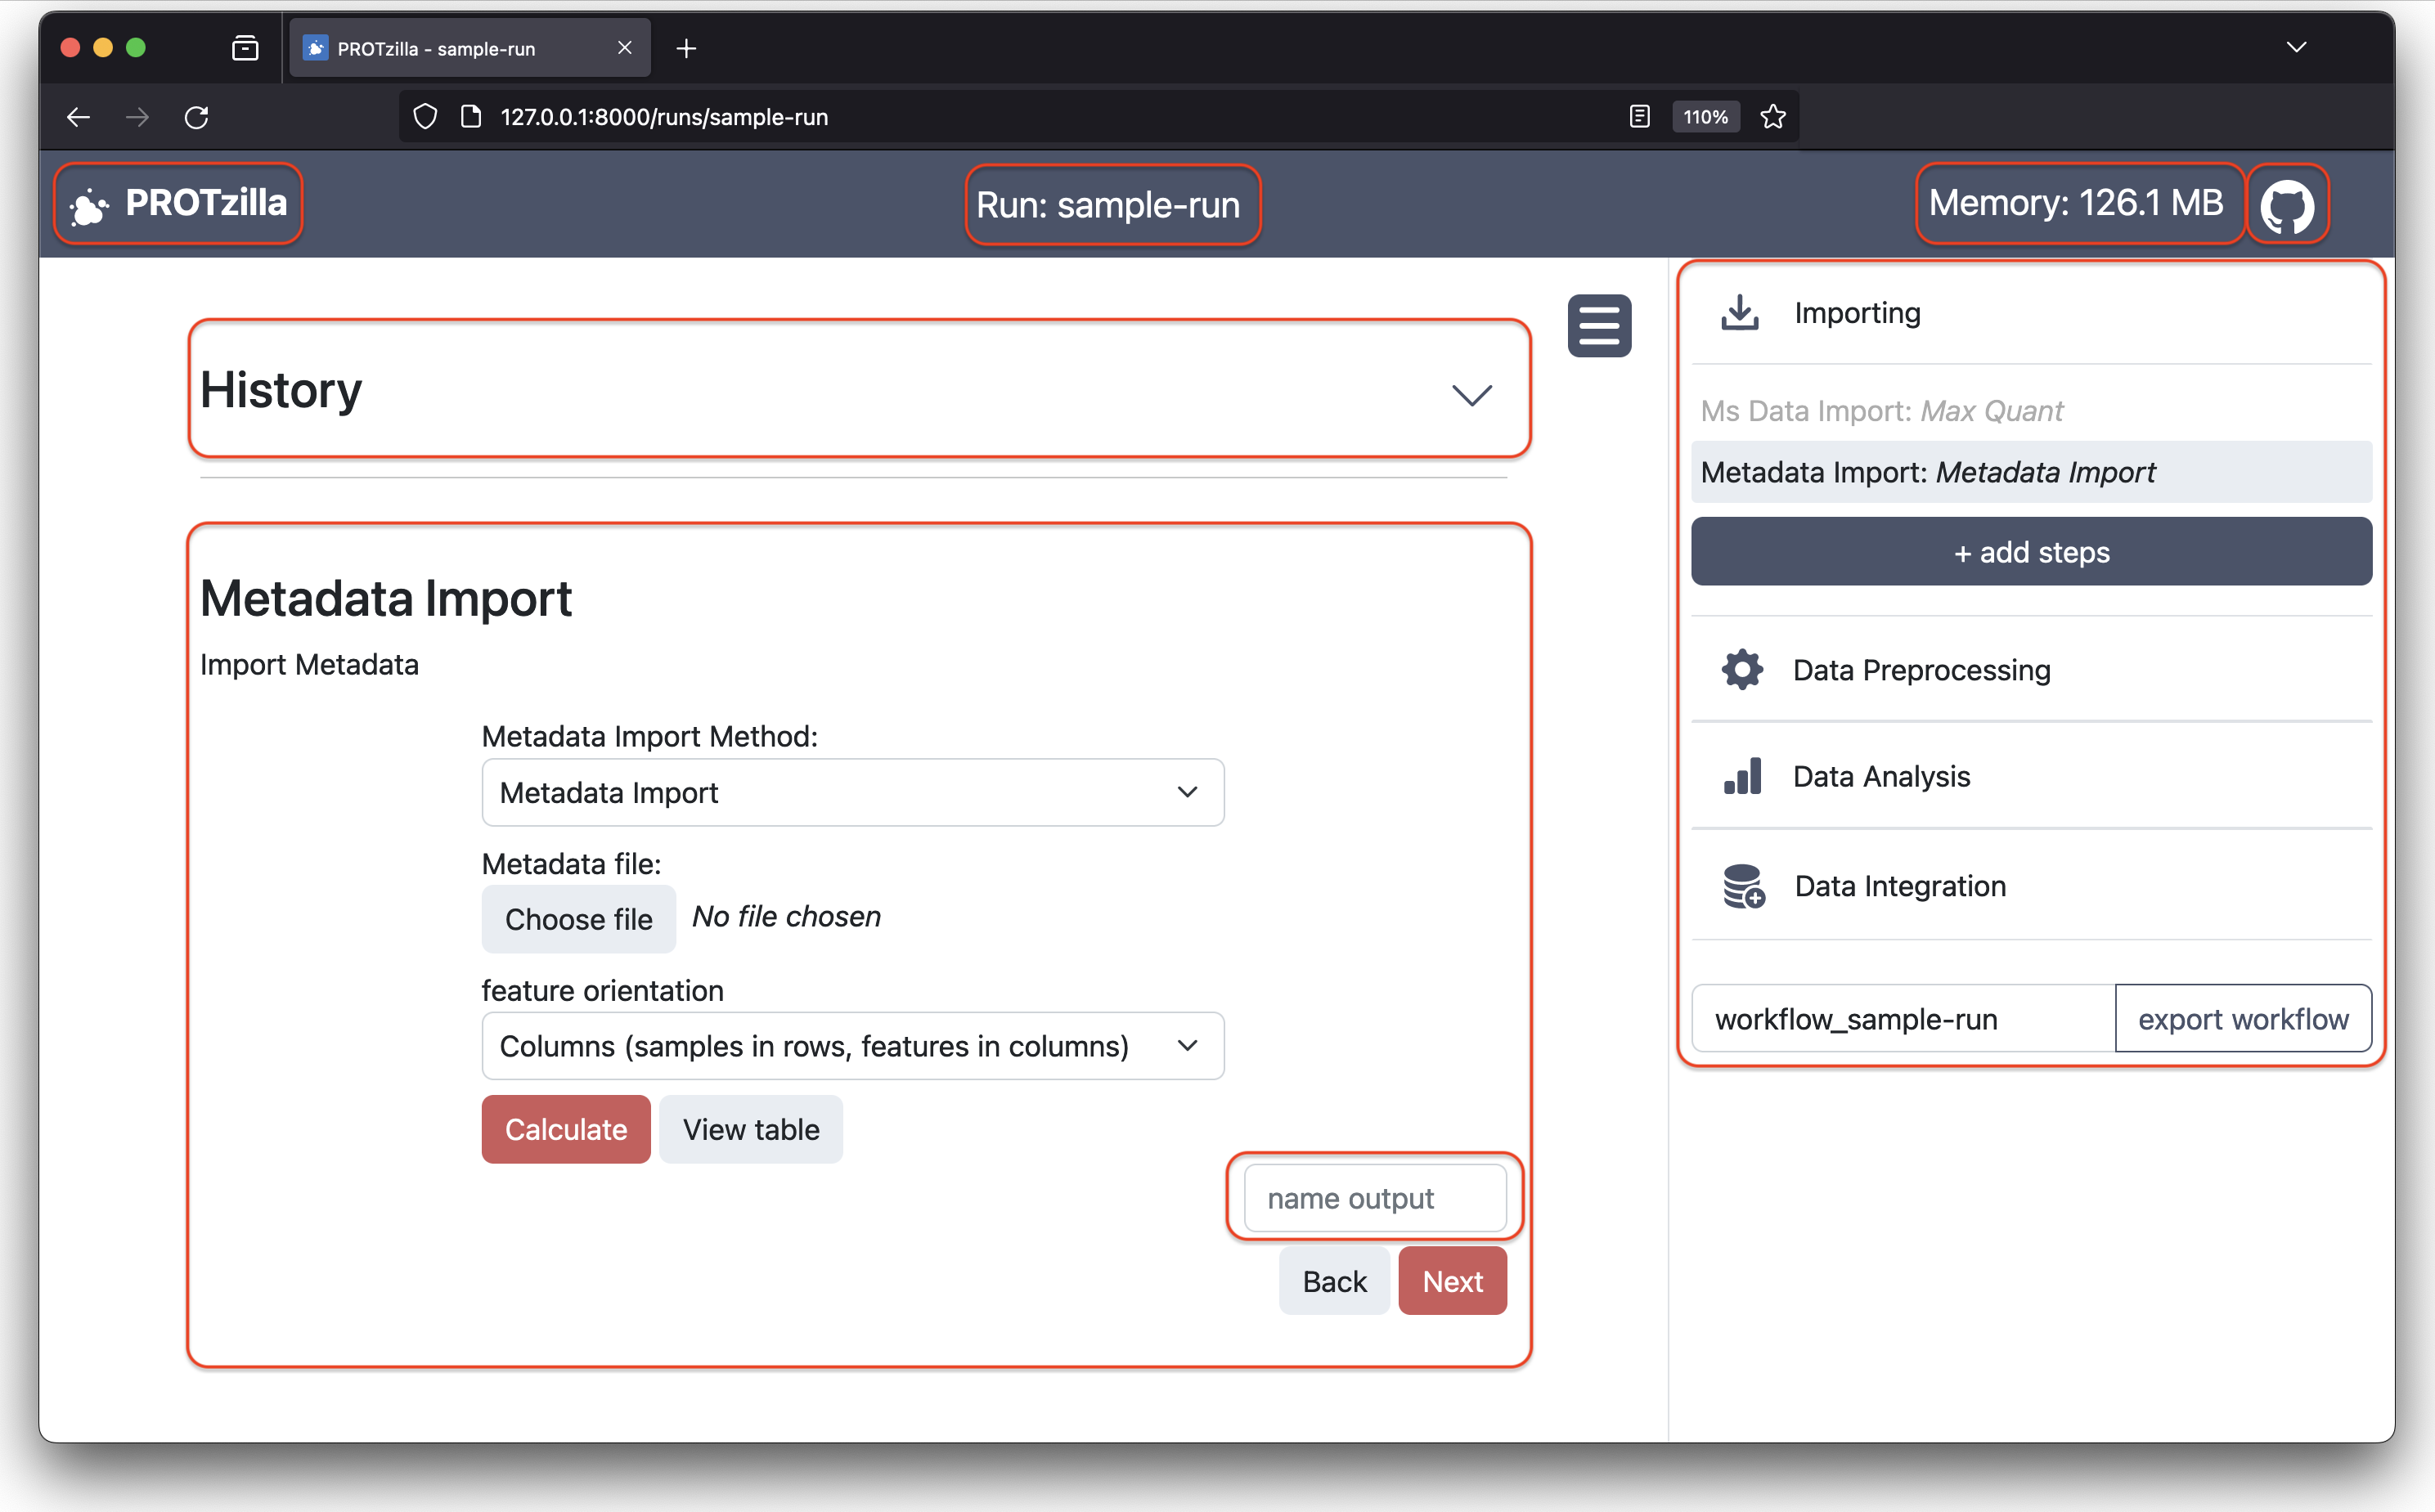 PROTzilla - sample-run
127.0.0.1:8000/runs/sample-run
110%
PROTzilla
Run: sample-run
Memory: 126.1 MB
History
Metadata Import
Import Metadata
Metadata Import Method:
Metadata Import
Metadata file:
Choose file
No file chosen
feature orientation
Columns (samples in rows, features in columns)
Calculate
View table
name output
Back
Next
Importing
Ms Data Import: Max Quant
Metadata Import: Metadata Import
+ add steps
Data Preprocessing
Data Analysis
Data Integration
workflow_sample-run
export workflow